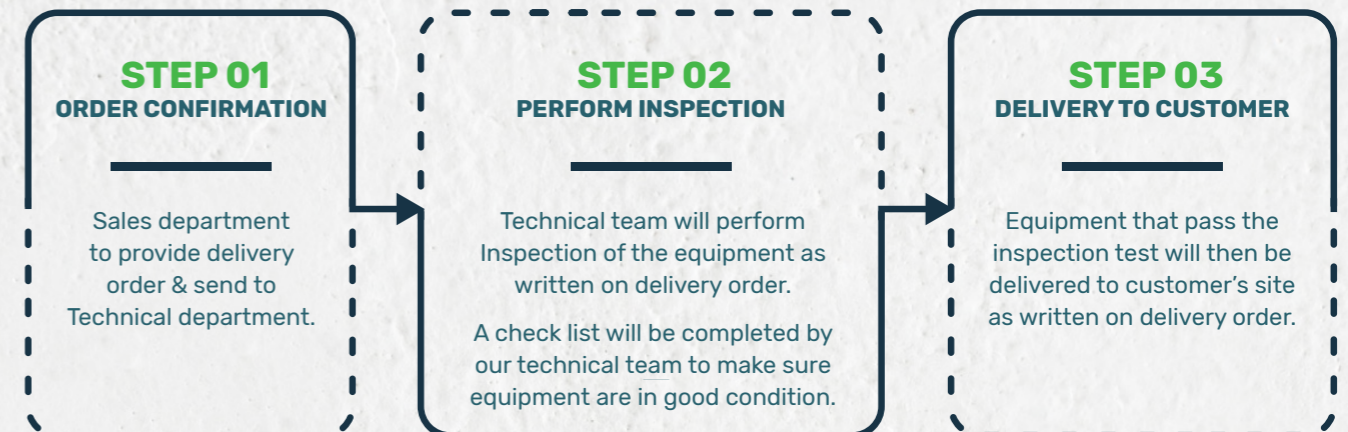 STEP 01
ORDER CONFIRMATION
Sales department
to provide delivery
order & send to
Technical department.
STEP 02
PERFORM INSPECTION
Technical team will perform
Inspection of the equipment as
written on delivery order.
A check list will be completed by
our technical team to make sure
equipment are in good condition.
STEP 03
DELIVERY TO CUSTOMER
Equipment that pass the
inspection test will then be
delivered to customer’s site
as written on delivery order.